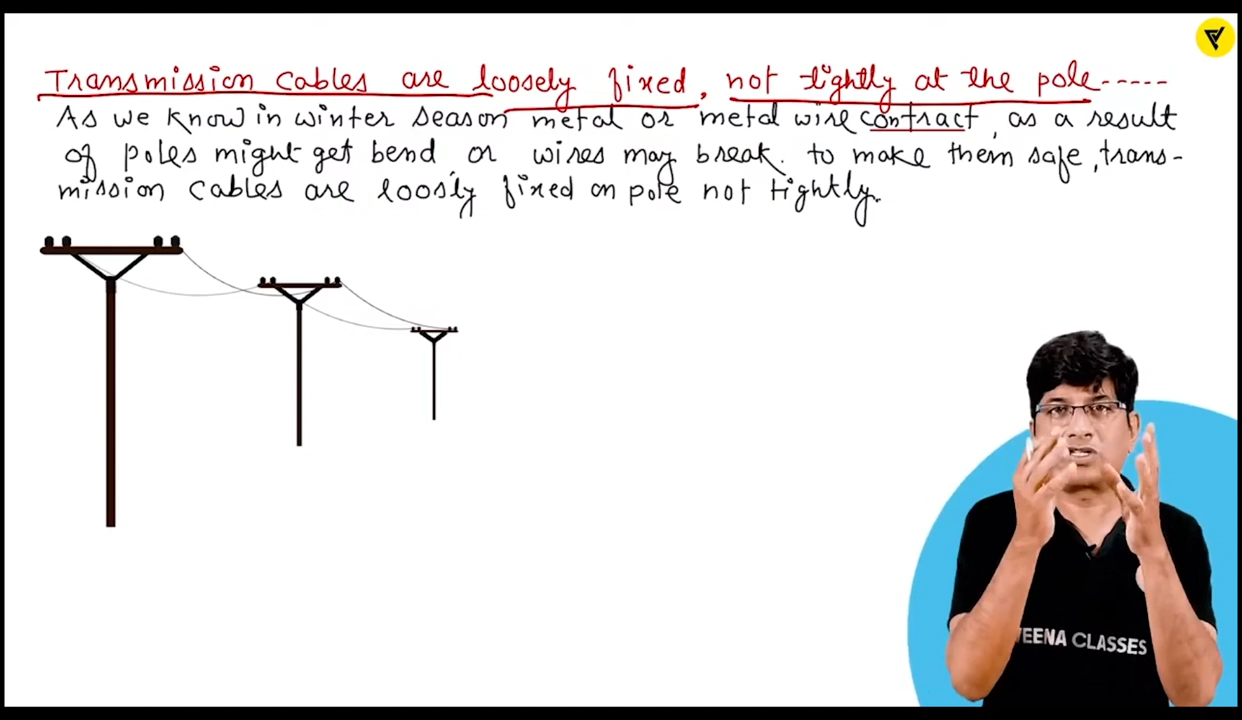 Transmission cables are loosely fixed, not tightly at the pole-----
As we know in winter season metal or metal wire contract, as a result
of poles might get bend or wires may break. to make them safe, trans-
mission cables are loosly fixed on pole not tightly.
VEENA CLASSES